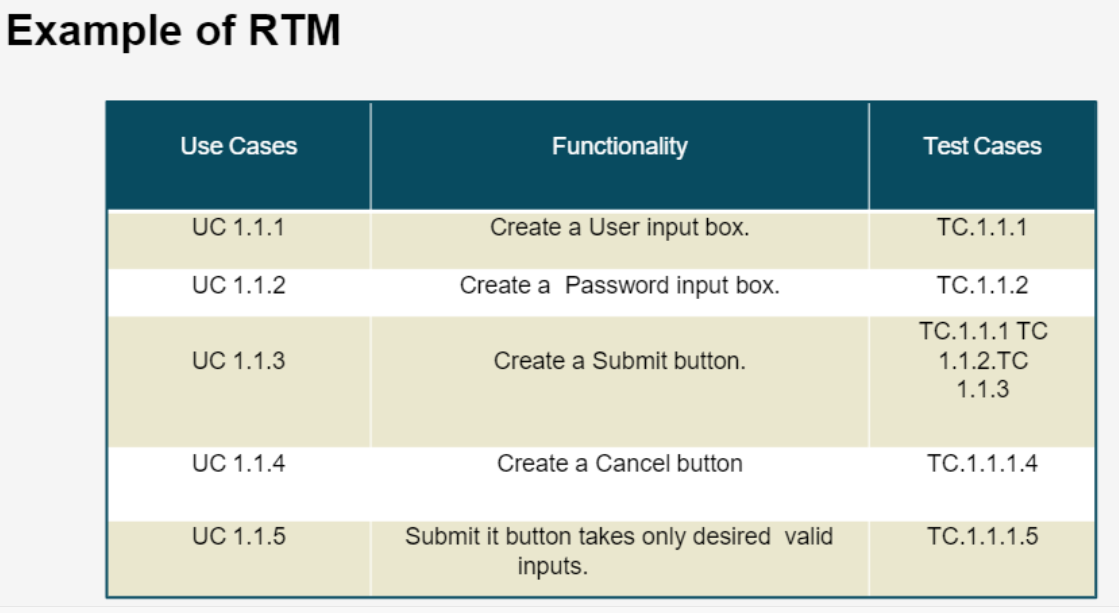 Example of RTM
Use Cases Functionality Test Cases
UC 1.1.1 Create a User input box. TC.1.1.1
UC 1.1.2 Create a Password input box. TC.1.1.2
UC 1.1.3 Create a Submit button. TC.1.1.1 TC
1.1.2.TC
1.1.3
UC 1.1.4 Create a Cancel button TC.1.1.1.4
UC 1.1.5 Submit it button takes only desired valid TC.1.1.1.5
inputs.